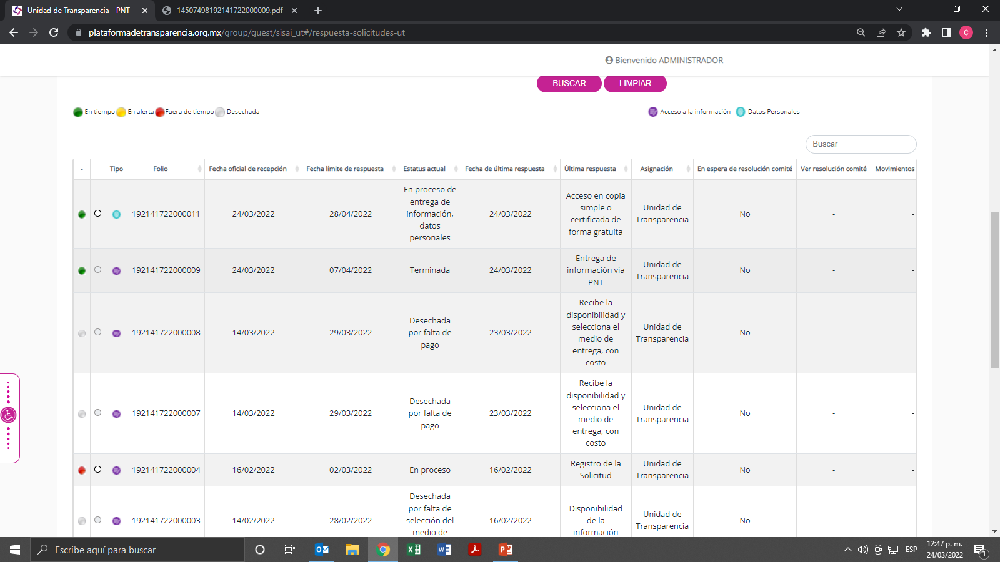 Unidad de Transparencia - PNT
1450749819214172200009.pdf
plataformadetransparencia.org.mx/group/guest/sisai_ut#/respuesta-solicitudes-ut
C
Bienvenido ADMINISTRADOR
BUSCAR
LIMPIAR
En tiempo
En alerta
Fuera de tiempo
Desechada
Acceso a la información
Datos Personales
Buscar
- Tipo Folio Fecha oficial de recepción Fecha límite de respuesta Estatus actual Fecha de última respuesta Última respuesta Asignación En espera de resolución comité Ver resolución comité Movimientos
192141722000011
24/03/2022
28/04/2022
En proceso de
entrega de
información,
datos
personales
24/03/2022
Acceso en copia
simple o
certificada de
forma gratuita
Unidad de
Transparencia
No
-
-
192141722000009
24/03/2022
07/04/2022
Terminada
24/03/2022
Entrega de
información vía
PNT
Unidad de
Transparencia
No
-
-
192141722000008
14/03/2022
29/03/2022
Desechada
por falta de
pago
23/03/2022
Recibe la
disponibilidad y
selecciona el
medio de
entrega, con
costo
Unidad de
Transparencia
No
-
-
192141722000007
14/03/2022
29/03/2022
Desechada
por falta de
pago
23/03/2022
Recibe la
disponibilidad y
selecciona el
medio de
entrega, con
costo
Unidad de
Transparencia
No
-
-
192141722000004
16/02/2022
02/03/2022
En proceso
16/02/2022
Registro de la
Solicitud
Unidad de
Transparencia
No
-
-
192141722000003
14/02/2022
28/02/2022
Desechada
por falta de
selección del
medio de
16/02/2022
Disponibilidad
de la
información
Unidad de
Transparencia
No
-
-
Escribe aquí para buscar
ESP
12:47 p. m.
24/03/2022
1